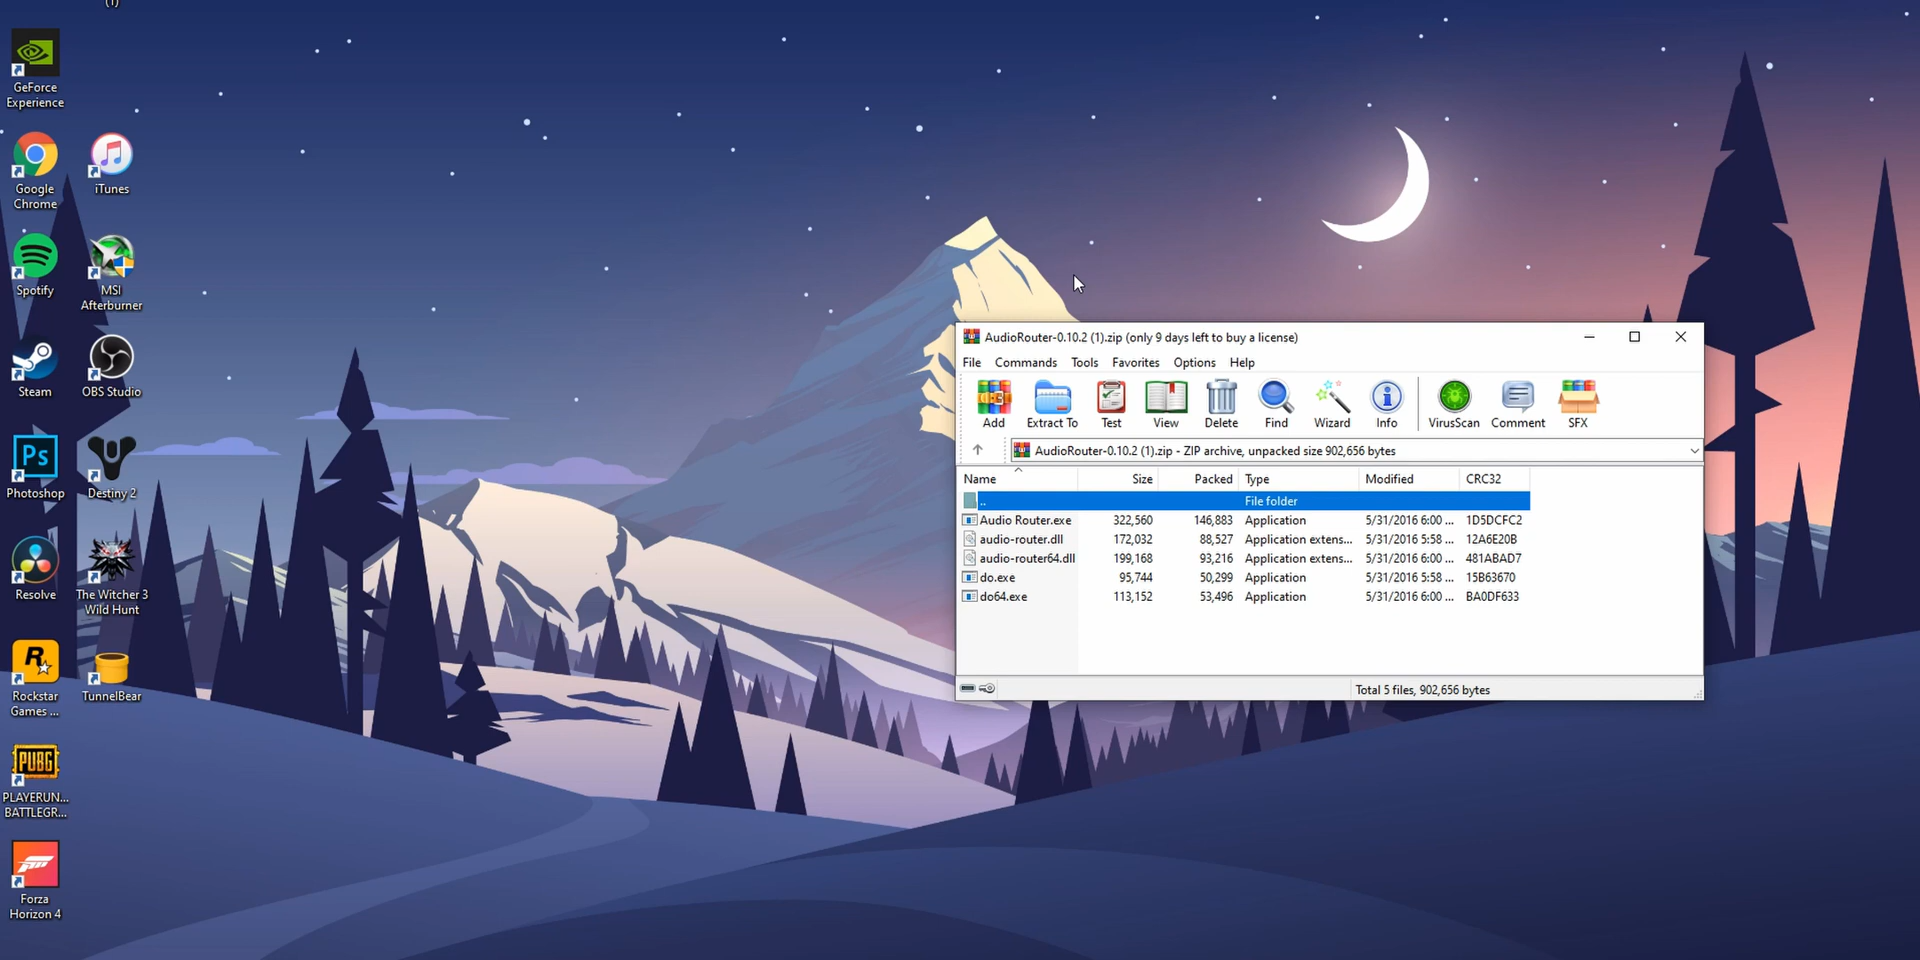 (1)
GeForce
Experience
Google
Chrome
iTunes
Spotify
MSI
Afterburner
Steam
OBS Studio
Ps
Photoshop
Destiny 2
Resolve
The Witcher 3
Wild Hunt
R
Rockstar
Games ...
TunnelBear
PUBG
PLAYERUN...
BATTLEGR...
Forza
Horizon 4
AudioRouter-0.10.2 (1).zip (only 9 days left to buy a license)
File Commands Tools Favorites Options Help
Add Extract To Test View Delete Find Wizard Info VirusScan Comment SFX
AudioRouter-0.10.2 (1).zip - ZIP archive, unpacked size 902,656 bytes
Name Size Packed Type Modified CRC32
.. File folder
Audio Router.exe 322,560 146,883 Application 5/31/2016 6:00 ... 1D5DCFC2
audio-router.dll 172,032 88,527 Application extens... 5/31/2016 5:58 ... 12A6E20B
audio-router64.dll 199,168 93,216 Application extens... 5/31/2016 6:00 ... 481ABAD7
do.exe 95,744 50,299 Application 5/31/2016 5:58 ... 15B63670
do64.exe 113,152 53,496 Application 5/31/2016 6:00 ... BA0DF633
Total 5 files, 902,656 bytes